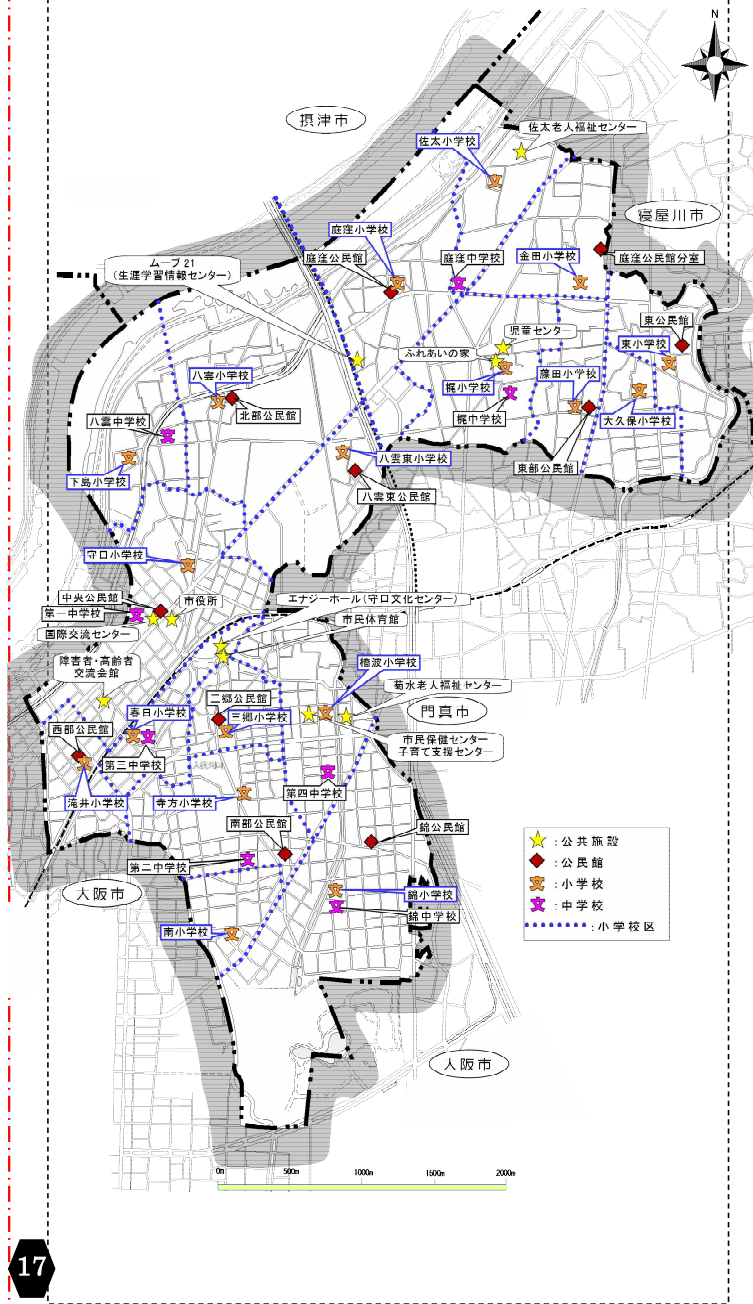 N
摂津市
佐太老人福祉センター
佐太小学校
寝屋川市
庭窪小学校
庭窪公民館
庭窪中学校
金田小学校
庭窪公民館分室
ムーブ21
(生涯学習情報センター)
東公民館
児童センタ
東小学校
ふれあいの家
八雲小学校
梶小学校
藤田小学校
北部公民館
梶中学校
大久保小学校
八雲中学校
八雲東小学校
東部公民館
下島小学校
八雲東公民館
守口小学校
中央公民館
市役所
エナジーホール(守口文化センター)
第一中学校
市民体育館
国際交流センター
障害者・高齢者
交流会館
橋波小学校
菊水老人福祉センター
二郷公民館
門真市
春日小学校
三郷小学校
西部公民館
市民保健センター
子育て支援センター
第三中学校
第四中学校
滝井小学校
寺方小学校
南部公民館
錦公民館
第二中学校
:公共施設
:公民館
:小学校
:中学校
:小学校区
大阪市
錦小学校
錦中学校
南小学校
大阪市
0m
500m
1000m
1500m
2000m
17